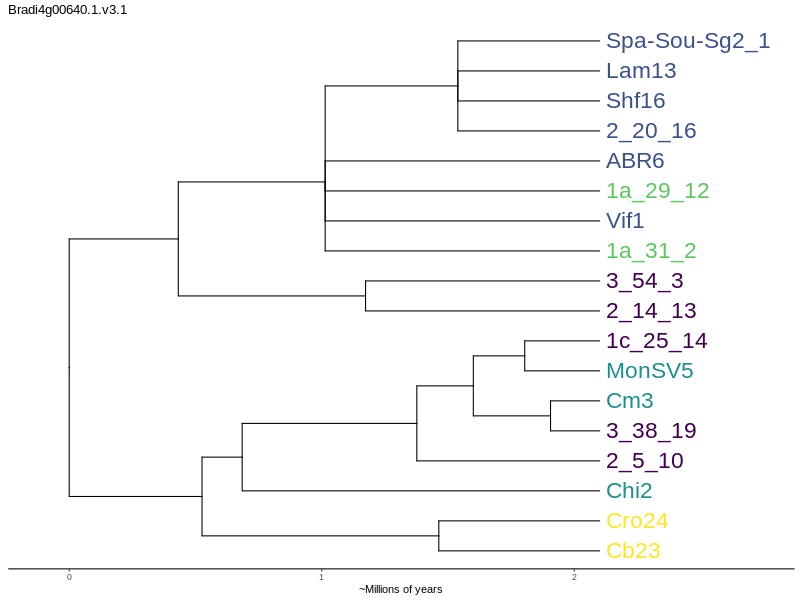 Bradi4g00640.1.v3.1
Spa-Sou-Sg2_1
Lam13
Shf16
2_20_16
ABR6
1a_29_12
Vif1
1a_31_2
3_54_3
2_14_13
1c_25_14
MonSV5
Cm3
3_38_19
2_5_10
Chi2
Cro24
Cb23
0 1 2
~Millions of years